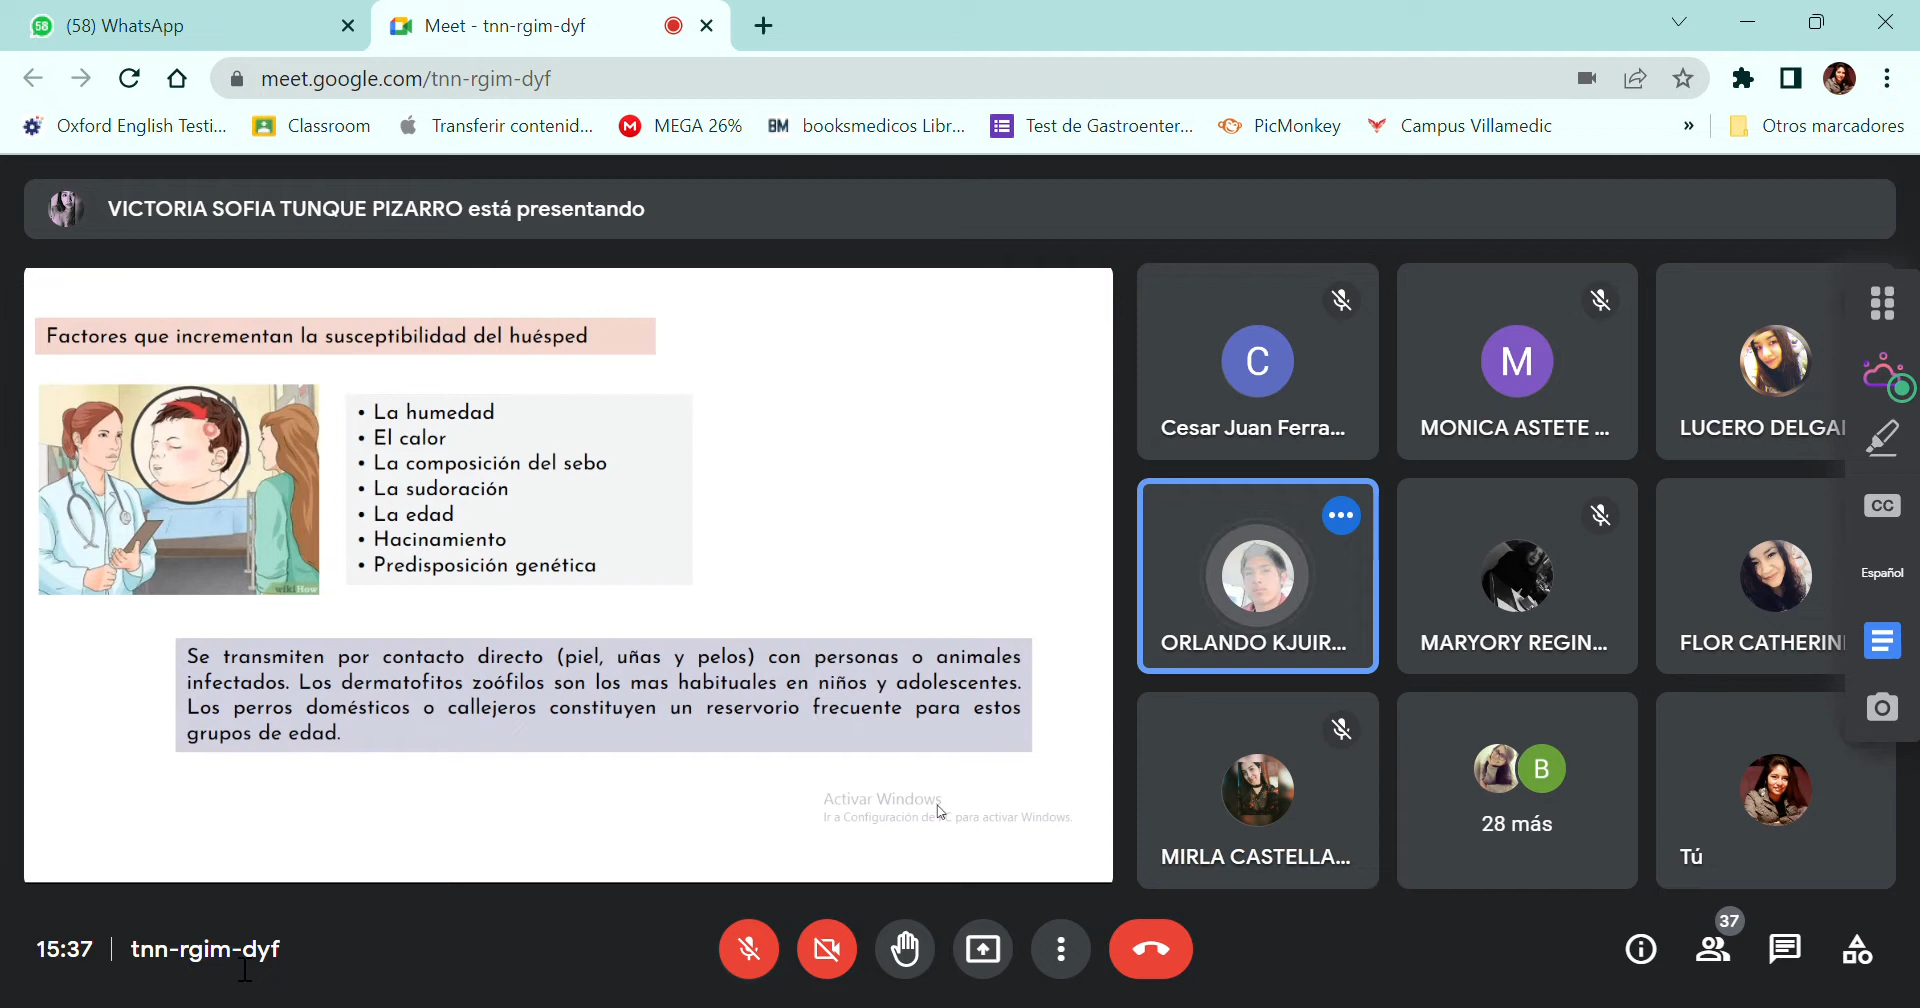 (58) WhatsApp
Meet - tnn-rgim-dyf
meet.google.com/tnn-rgim-dyf
Oxford English Testi...
Classroom
Transferir contenid...
MEGA 26%
BM booksmedicos Libr...
Test de Gastroenter...
PicMonkey
Campus Villamedic
»
Otros marcadores
VICTORIA SOFIA TUNQUE PIZARRO está presentando
Factores que incrementan la susceptibilidad del huésped
• La humedad
• El calor
• La composición del sebo
• La sudoración
• La edad
• Hacinamiento
• Predisposición genética
wikiHow
Se transmiten por contacto directo (piel, uñas y pelos) con personas o animales
infectados. Los dermatofitos zoófilos son los mas habituales en niños y adolescentes.
Los perros domésticos o callejeros constituyen un reservorio frecuente para estos
grupos de edad.
Activar Windows
Ir a Configuración de PC para activar Windows.
C
Cesar Juan Ferra...
M
MONICA ASTETE ...
LUCERO DELGA
ORLANDO KJUIR...
MARYORY REGIN...
FLOR CATHERIN
MIRLA CASTELLA...
B
28 más
Tú
CC
Español
15:37
tnn-rgim-dyf
37